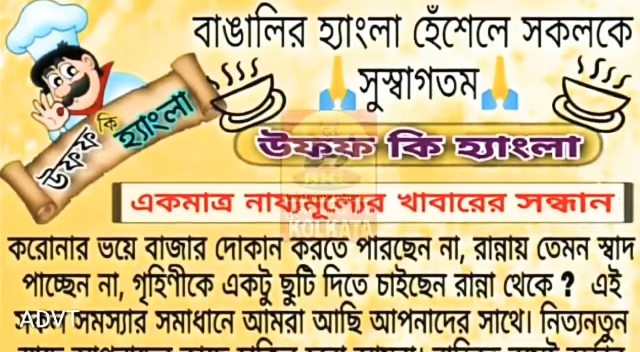 বাঙালির হ্যাংলা হেঁশেলে সকলকে
🙏সুস্বাগতম🙏
উফফ কি হ্যাংলা
উফফ কি হ্যাংলা
একমাত্র নায্যমূল্যের খাবারের সন্ধান
KOLKATA
করোনার ভয়ে বাজার দোকান করতে পারছেন না, রান্নায় তেমন স্বাদ
পাচ্ছেন না, গৃহিণীকে একটু ছুটি দিতে চাইছেন রান্না থেকে ? এই
ADVT সমস্যার সমাধানে আমরা আছি আপনাদের সাথে। নিত্যনতুন